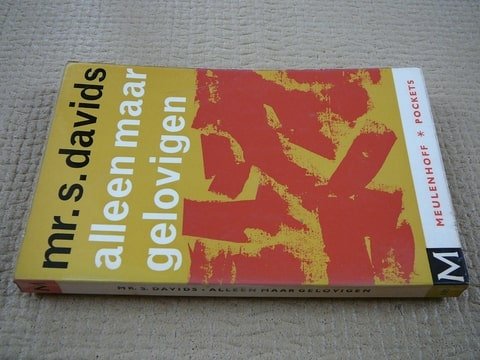 mr. s. davids
alleen maar
gelovigen
MEULENHOFF * POCKETS
M
M
MR. S. DAVIDS • ALLEEN MAAR GELOVIGEN